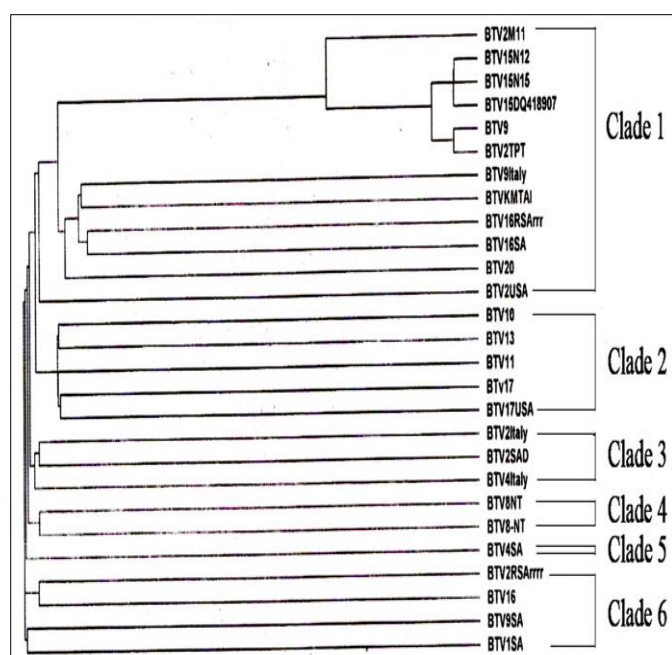 BTV2M11
BTV15N12
BTV15N15
BTV15DQ418907
BTV9
BTV2TPT
Clade 1
BTV9Italy
BTVKMTAI
BTV16RSArrr
BTV16SA
BTV20
BTV2USA
BTV10
BTV13
BTV11
Clade 2
BTv17
BTV17USA
BTV2Italy
BTV2SAD
Clade 3
BTV4Italy
BTV8NT
Clade 4
BTV8-NT
BTV4SA
Clade 5
BTV2RSArrrr
BTV16
Clade 6
BTV9SA
BTV1SA